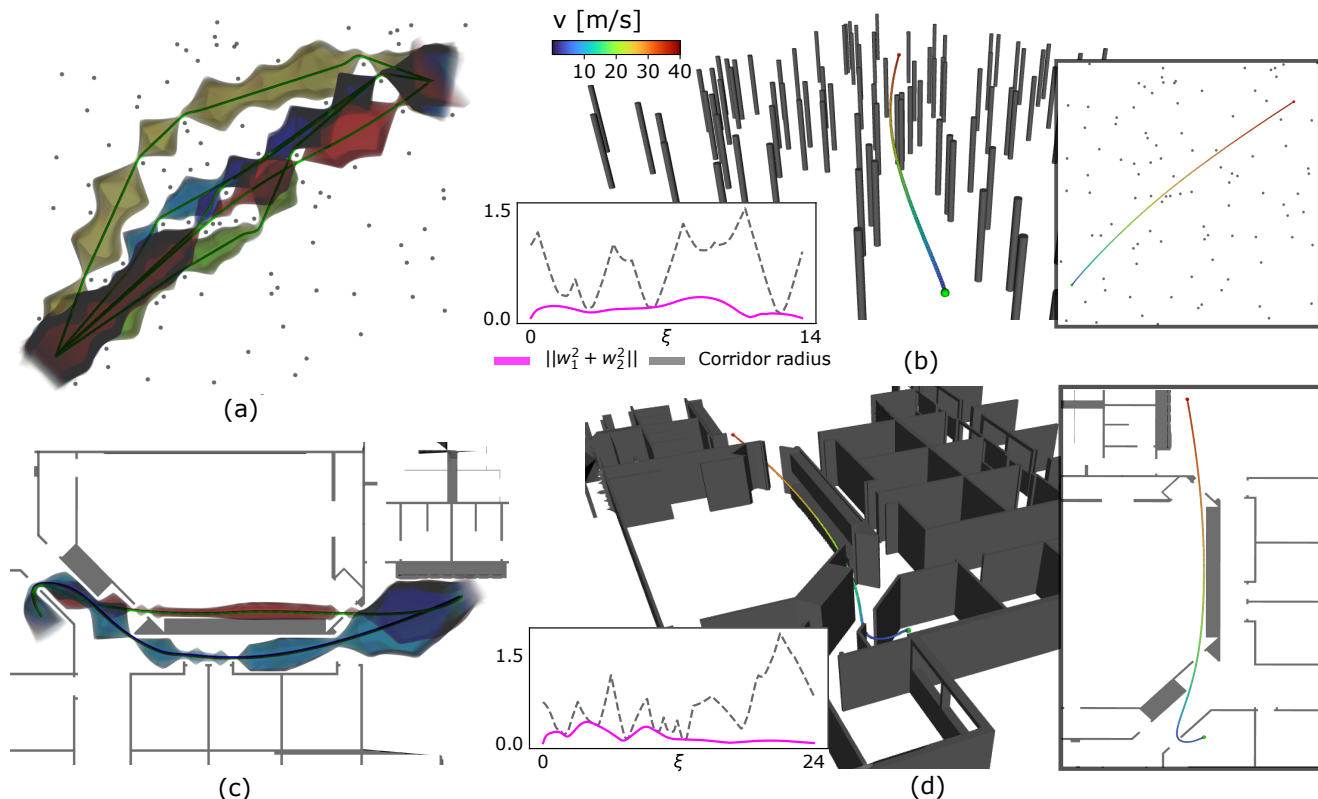 v [m/s]
10 20 30 40
1.5
0.0
0 ξ 14
||w₁² + w₂²|| Corridor radius
(a)
(b)
1.5
0.0
0 ξ 24
(c)
(d)